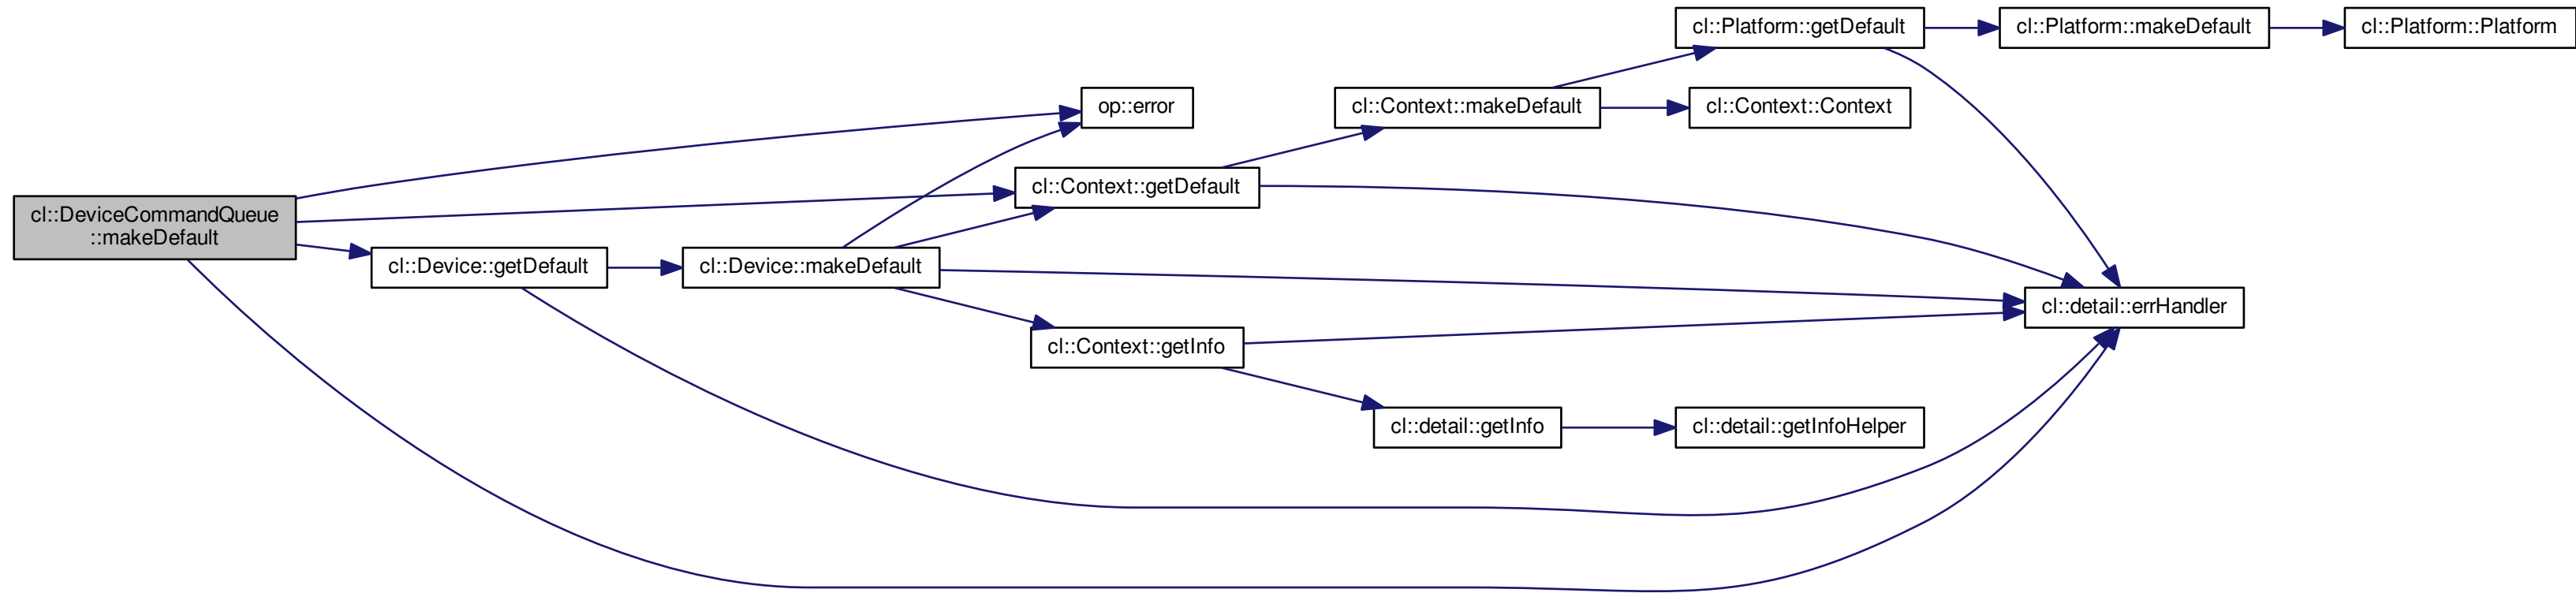 cl::DeviceCommandQueue
::makeDefault
cl::Device::getDefault
cl::Device::makeDefault
op::error
cl::Context::getDefault
cl::Context::getInfo
cl::Context::makeDefault
cl::detail::getInfo
cl::Platform::getDefault
cl::Context::Context
cl::detail::getInfoHelper
cl::Platform::makeDefault
cl::detail::errHandler
cl::Platform::Platform